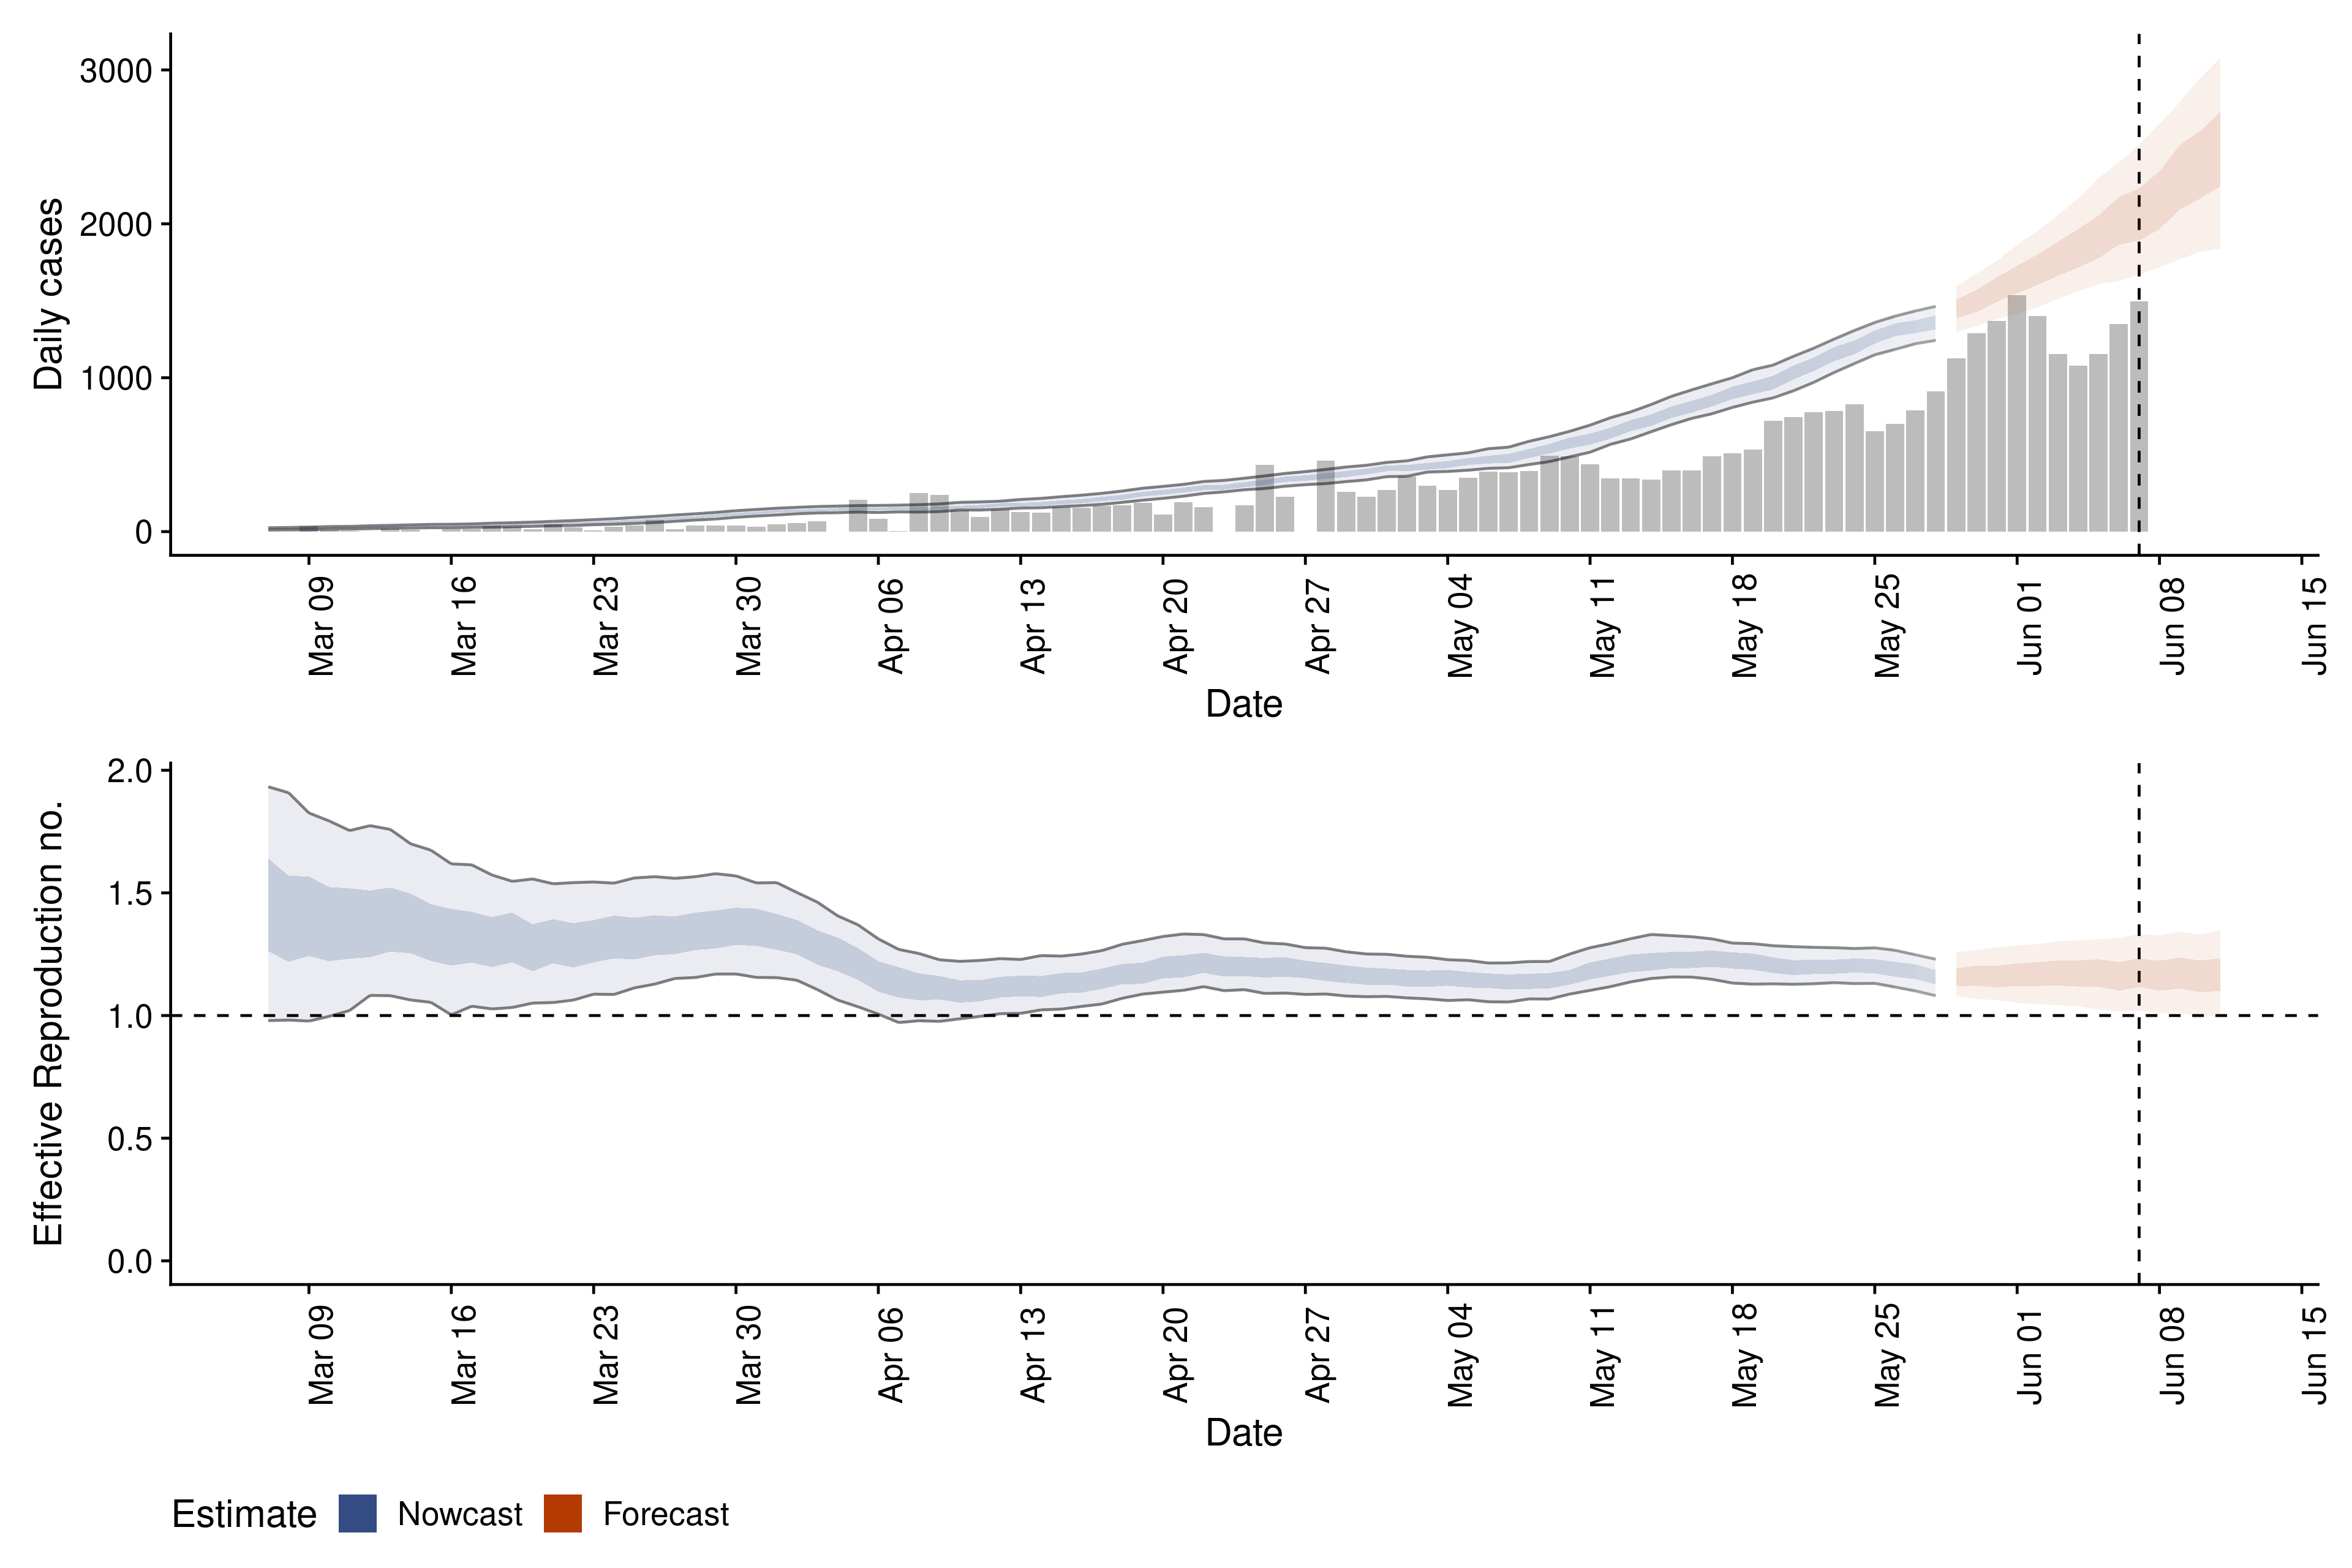 Daily cases
3000
2000
1000
0
Mar 09
Mar 16
Mar 23
Mar 30
Apr 06
Apr 13
Apr 20
Apr 27
May 04
May 11
May 18
May 25
Jun 01
Jun 08
Jun 15
Date
Effective Reproduction no.
2.0
1.5
1.0
0.5
0.0
Mar 09
Mar 16
Mar 23
Mar 30
Apr 06
Apr 13
Apr 20
Apr 27
May 04
May 11
May 18
May 25
Jun 01
Jun 08
Jun 15
Date
Estimate Nowcast Forecast